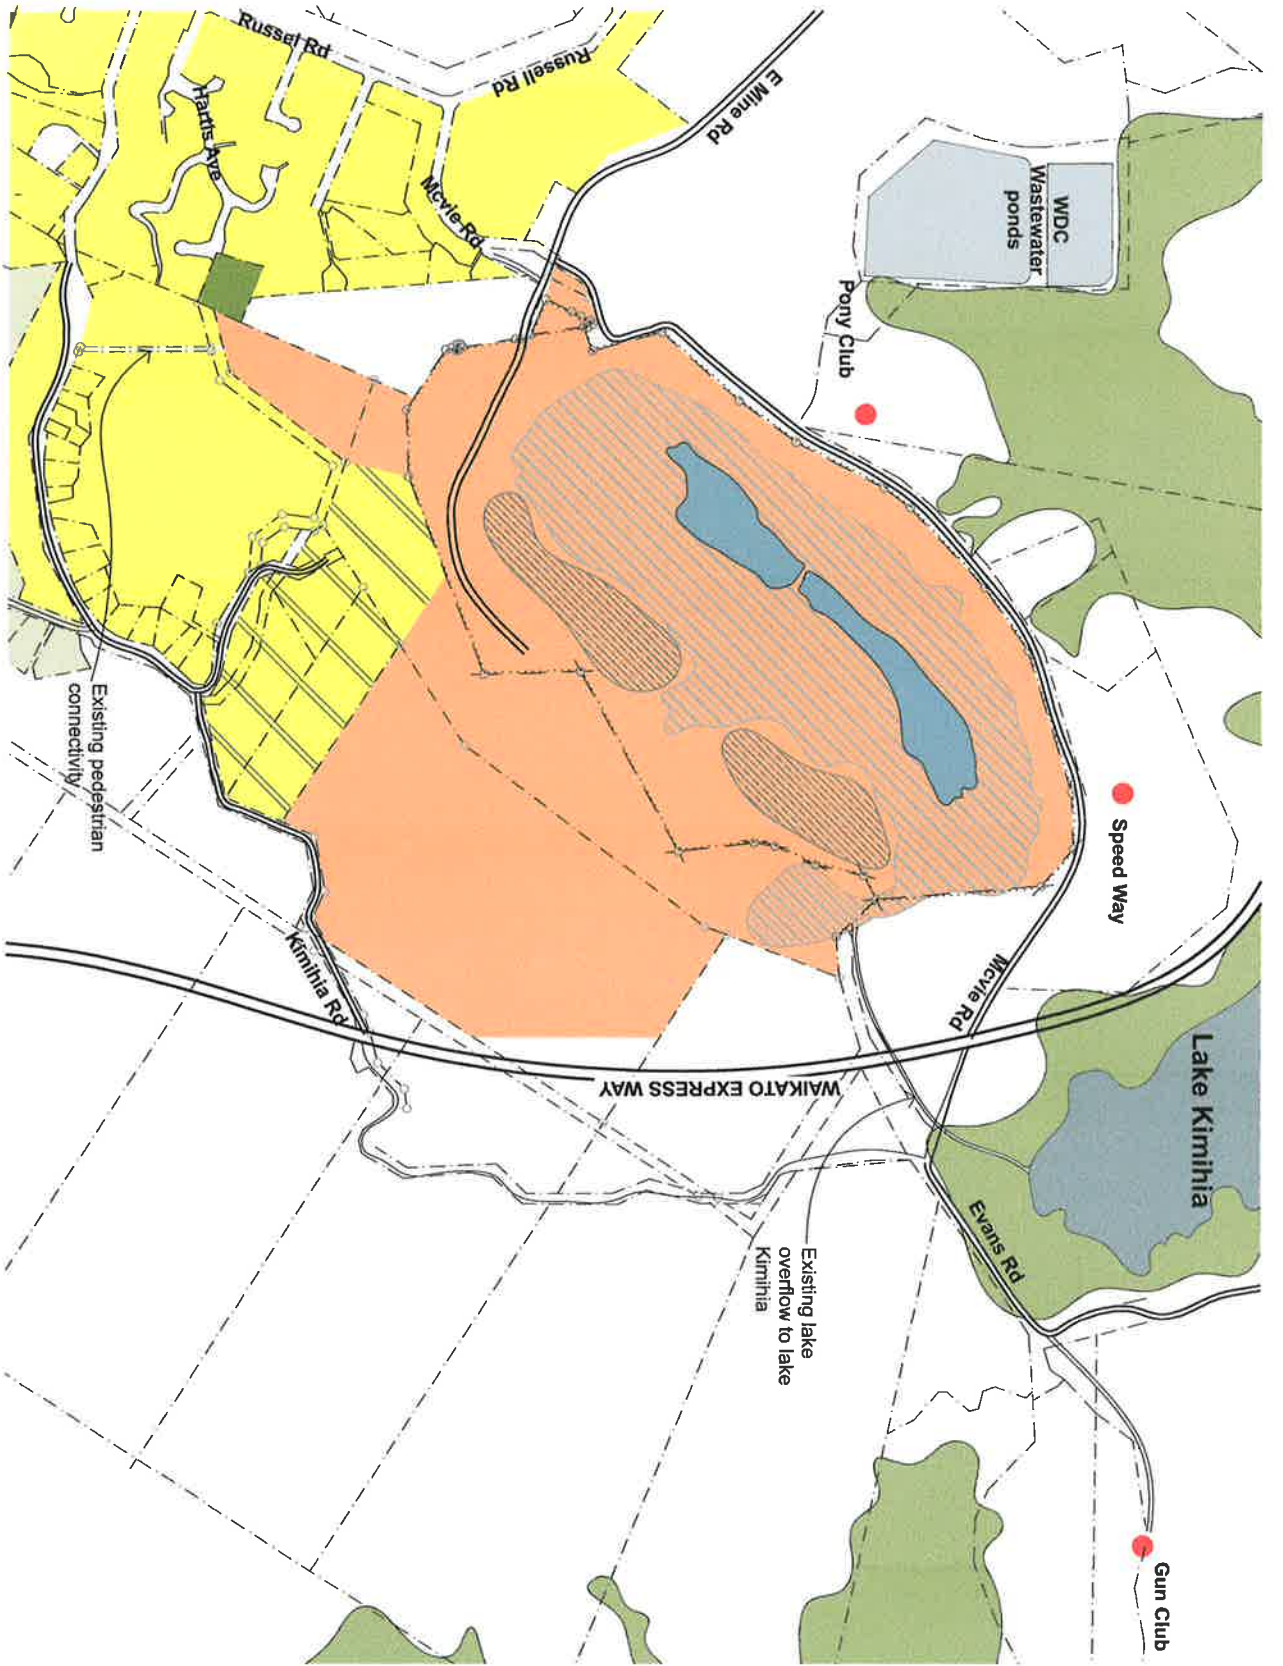 Russel Rd
Russell Rd
E Mine Rd
Hartis Ave
Mcvie Rd
WDC
Wastewater
ponds
Pony Club
Speed Way
Existing pedestrian
connectivity
Kimihia Rd
Mcvie Rd
WAIKATO EXPRESS WAY
Lake Kimihia
Evans Rd
Existing lake
overflow to lake
Kimihia
Gun Club